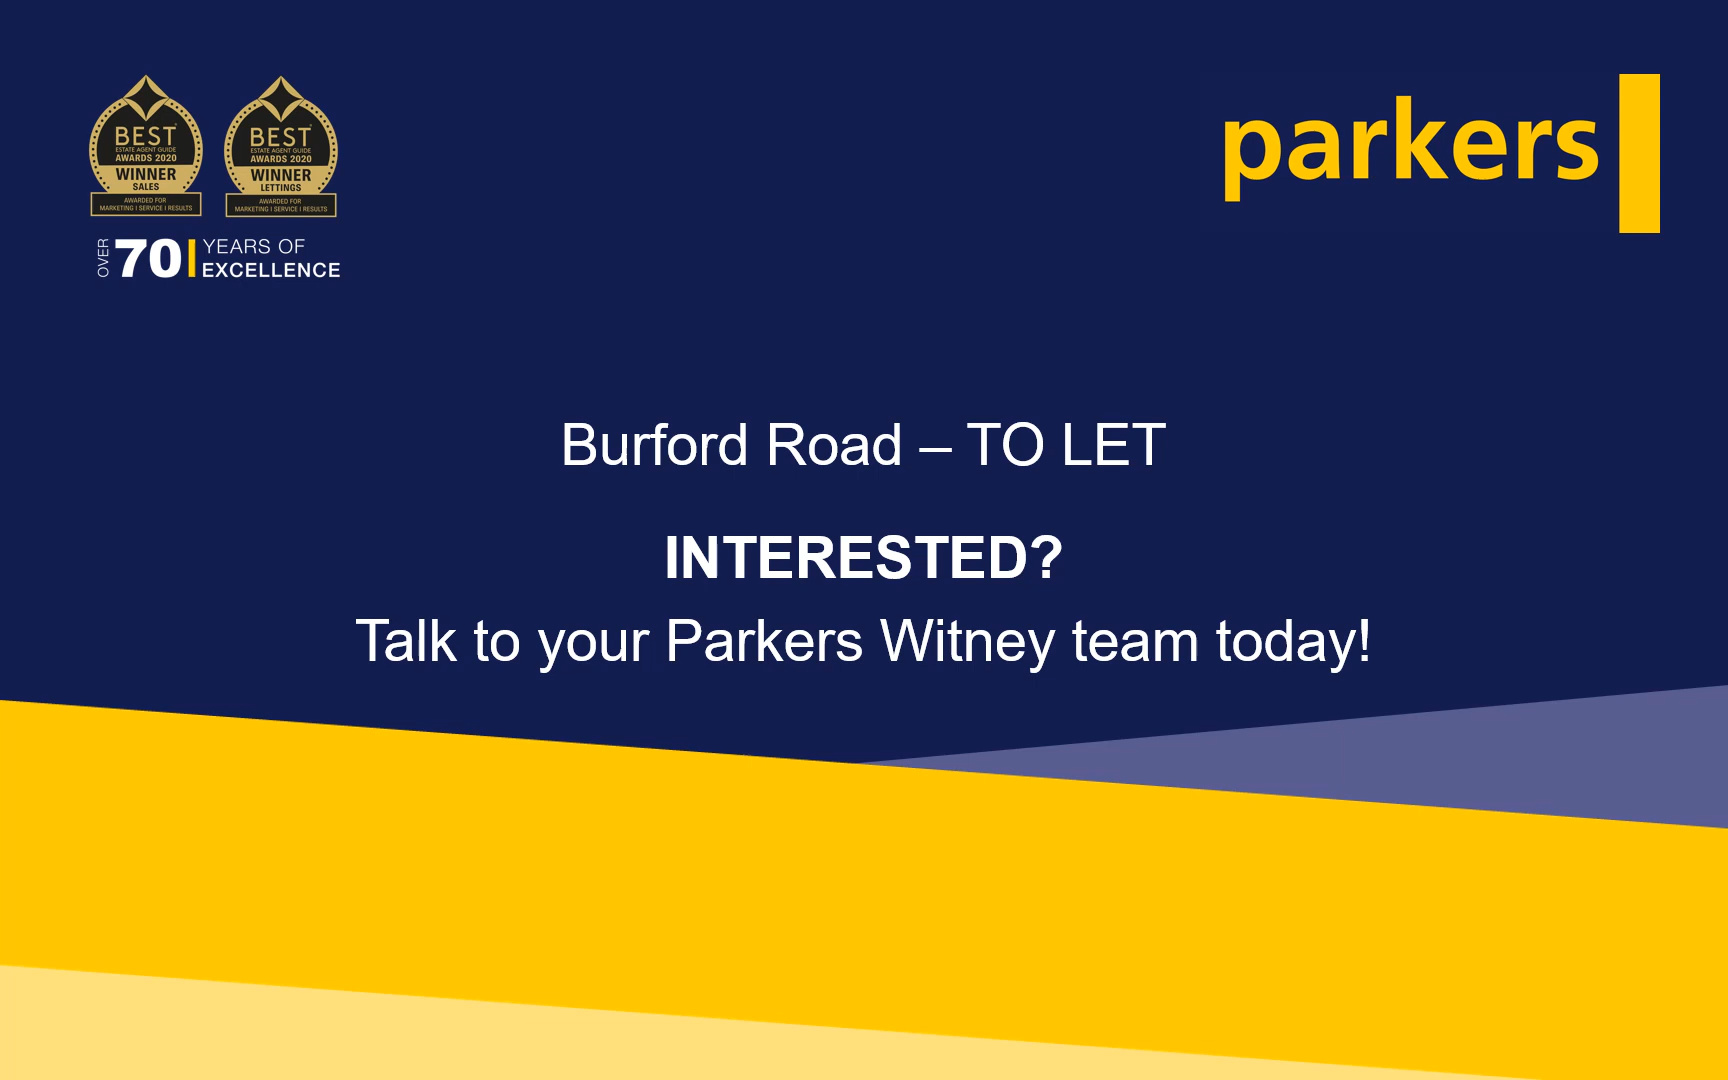 BEST
ESTATE AGENT GUIDE
AWARDS 2020
WINNER
SALES
AWARDED FOR
MARKETING | SERVICE | RESULTS
BEST
ESTATE AGENT GUIDE
AWARDS 2020
WINNER
LETTINGS
AWARDED FOR
MARKETING | SERVICE | RESULTS
OVER
70
YEARS OF
EXCELLENCE
parkers
Burford Road – TO LET
INTERESTED?
Talk to your Parkers Witney team today!